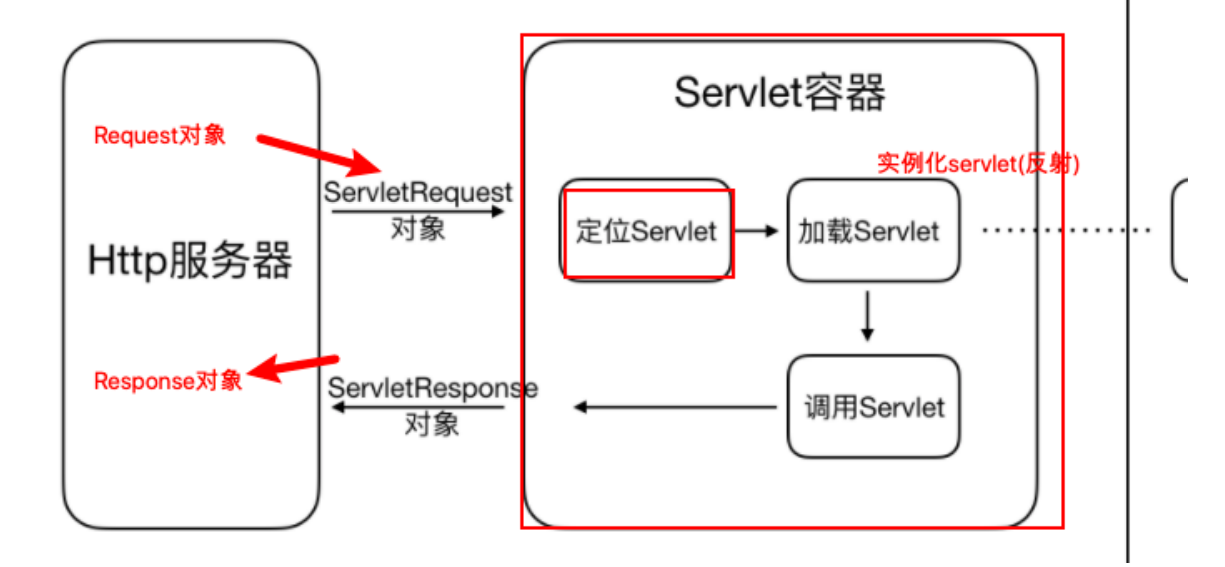 Servlet容器
Request对象
实例化servlet(反射)
ServletRequest
对象
定位Servlet
加载Servlet
Http服务器
Response对象
ServletResponse
对象
调用Servlet